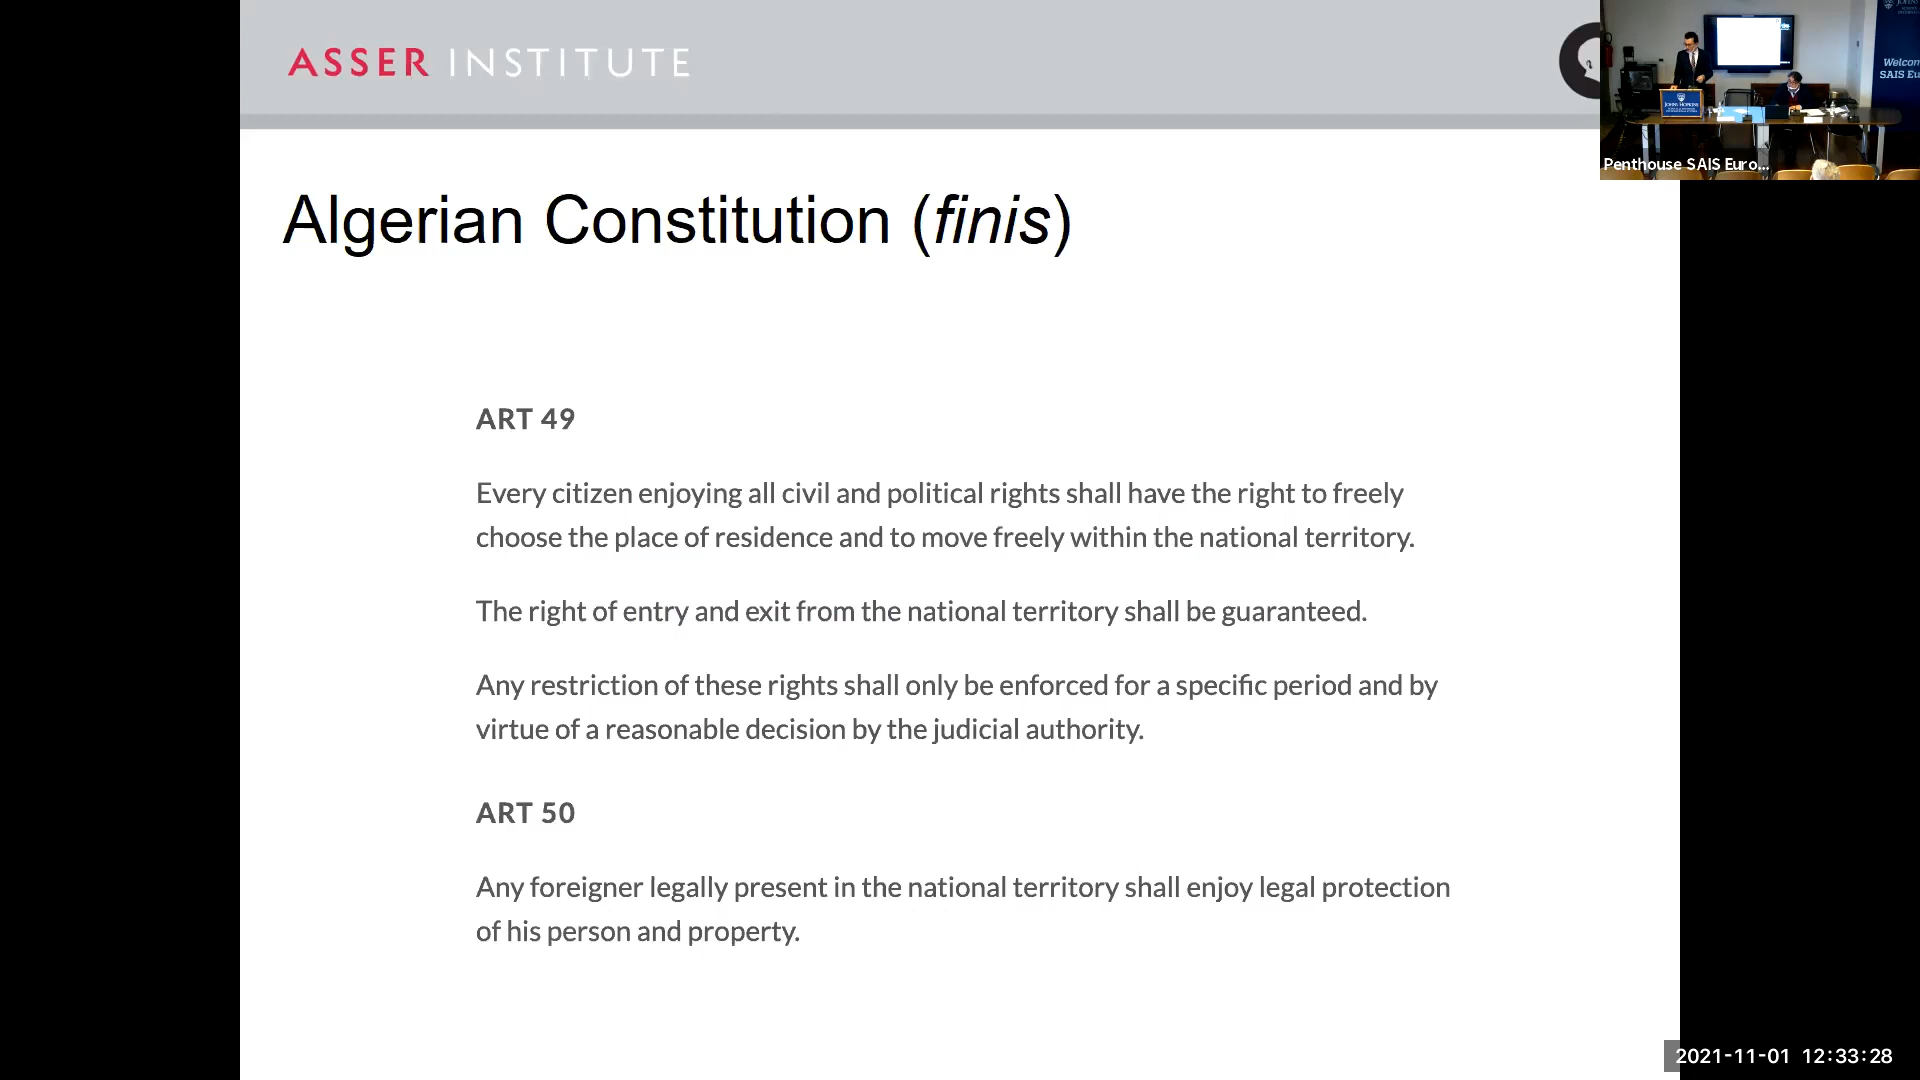 ASSER INSTITUTE
Algerian Constitution (finis)
ART 49
Every citizen enjoying all civil and political rights shall have the right to freely
choose the place of residence and to move freely within the national territory.
The right of entry and exit from the national territory shall be guaranteed.
Any restriction of these rights shall only be enforced for a specific period and by
virtue of a reasonable decision by the judicial authority.
ART 50
Any foreigner legally present in the national territory shall enjoy legal protection
of his person and property.
JOHNS HOPKINS
Welcom
SAIS Eu
Penthouse SAIS Euro...
2021-11-01 12:33:28